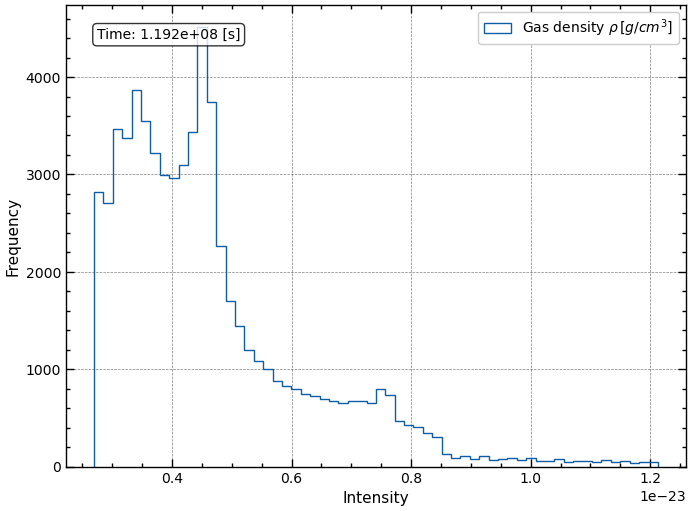 Time: 1.192e+08 [s]
Gas density ρ [g/cm³]
4000
3000
2000
1000
0
Frequency
0.4 0.6 0.8 1.0 1.2
1e−23
Intensity